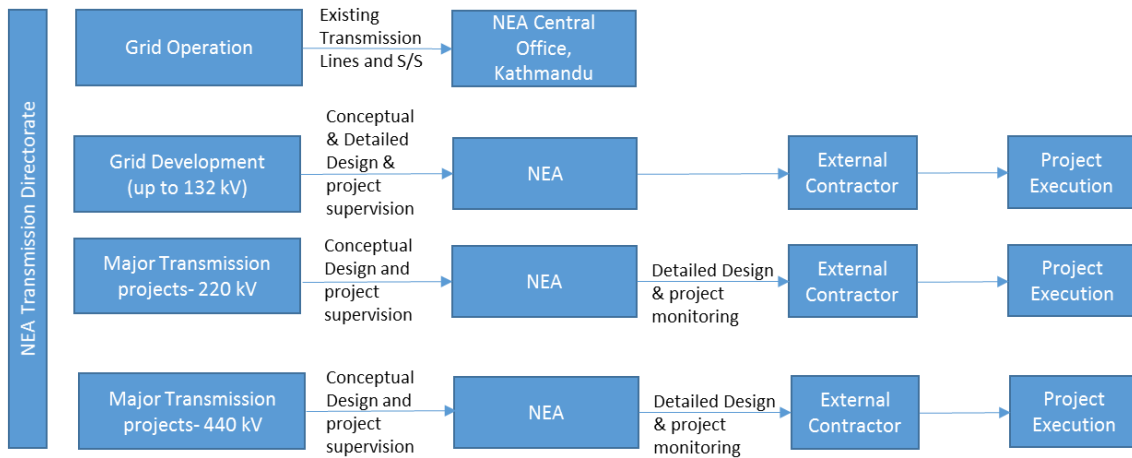 NEA Transmission Directorate
Grid Operation
Existing
Transmission
Lines and S/S
NEA Central
Office,
Kathmandu
Grid Development
(up to 132 kV)
Conceptual
& Detailed
Design &
project
supervision
NEA
External
Contractor
Project
Execution
Major Transmission
projects- 220 kV
Conceptual
Design and
project
supervision
NEA
Detailed Design
& project
monitoring
External
Contractor
Project
Execution
Major Transmission
projects- 440 kV
Conceptual
Design and
project
supervision
NEA
Detailed Design
& project
monitoring
External
Contractor
Project
Execution